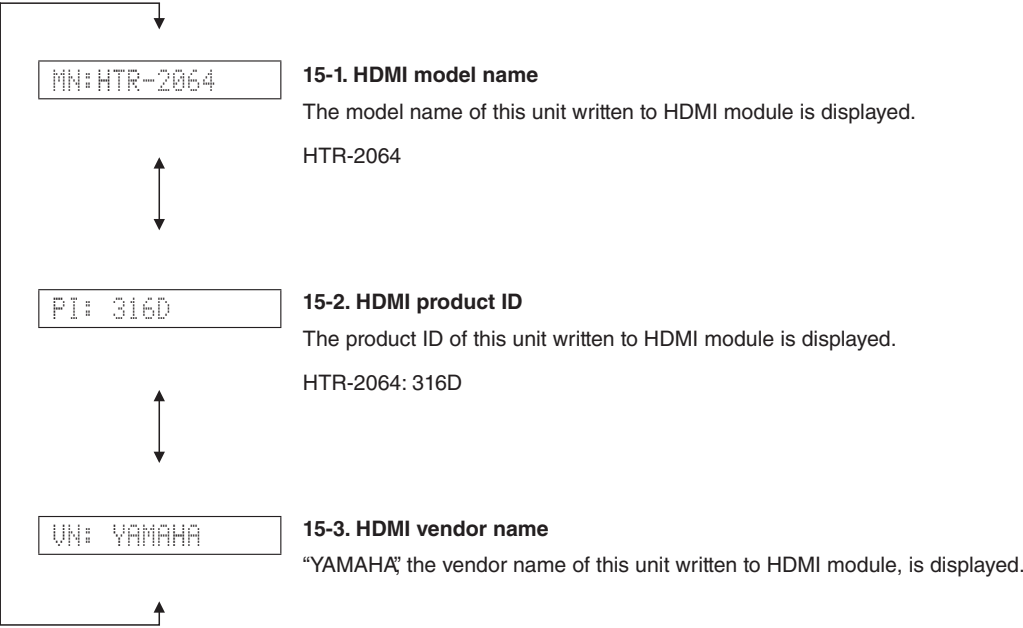 MN:HTR-2064
15-1. HDMI model name
The model name of this unit written to HDMI module is displayed.
HTR-2064
PI: 316D
15-2. HDMI product ID
The product ID of this unit written to HDMI module is displayed.
HTR-2064: 316D
VN: YAMAHA
15-3. HDMI vendor name
“YAMAHA”, the vendor name of this unit written to HDMI module, is displayed.